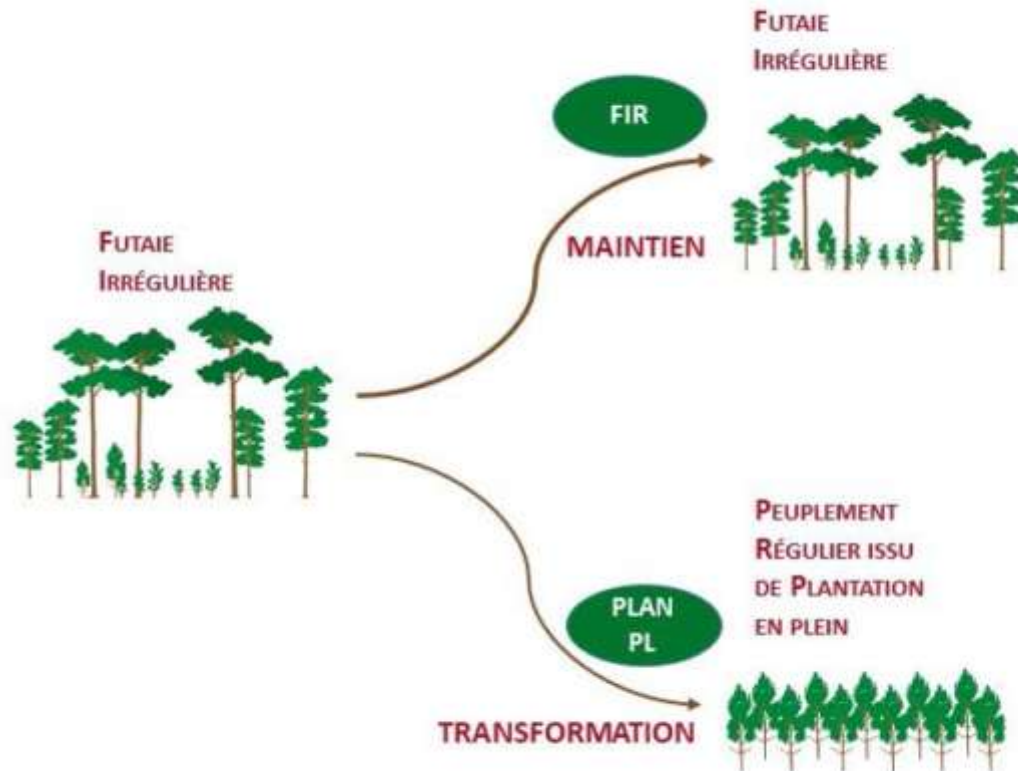 FUTAIE
IRRÉGULIÈRE
FIR
MAINTIEN
FUTAIE
IRRÉGULIÈRE
PEUPLEMENT
RÉGULIER ISSU
DE PLANTATION
EN PLEIN
PLAN
PL
TRANSFORMATION